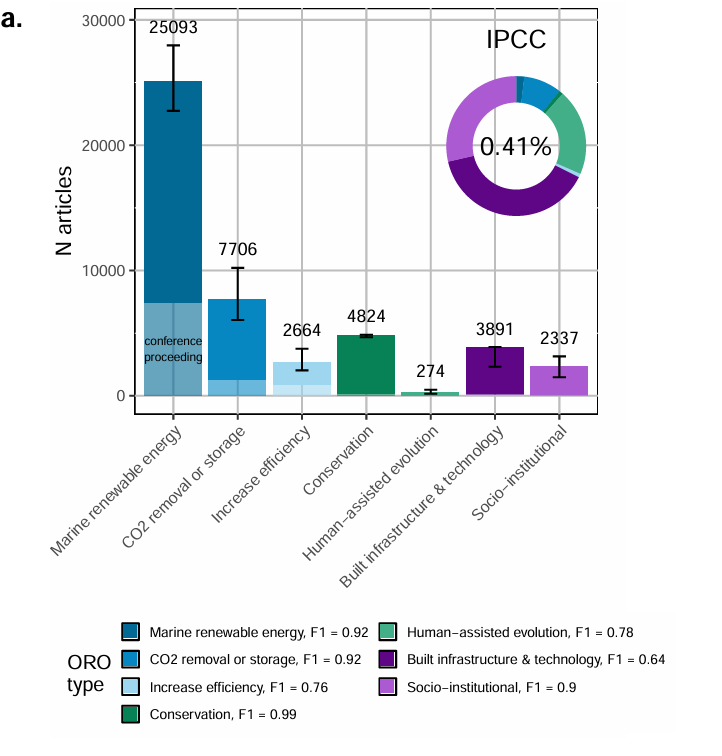 a.
N articles
30000
20000
10000
0
25093
7706
2664
4824
274
3891
2337
conference
proceeding
IPCC
0.41%
Marine renewable energy
CO2 removal or storage
Increase efficiency
Conservation
Human−assisted evolution
Built infrastructure & technology
Socio−institutional
ORO
type
Marine renewable energy, F1 = 0.92
CO2 removal or storage, F1 = 0.92
Increase efficiency, F1 = 0.76
Conservation, F1 = 0.99
Human−assisted evolution, F1 = 0.78
Built infrastructure & technology, F1 = 0.64
Socio−institutional, F1 = 0.9